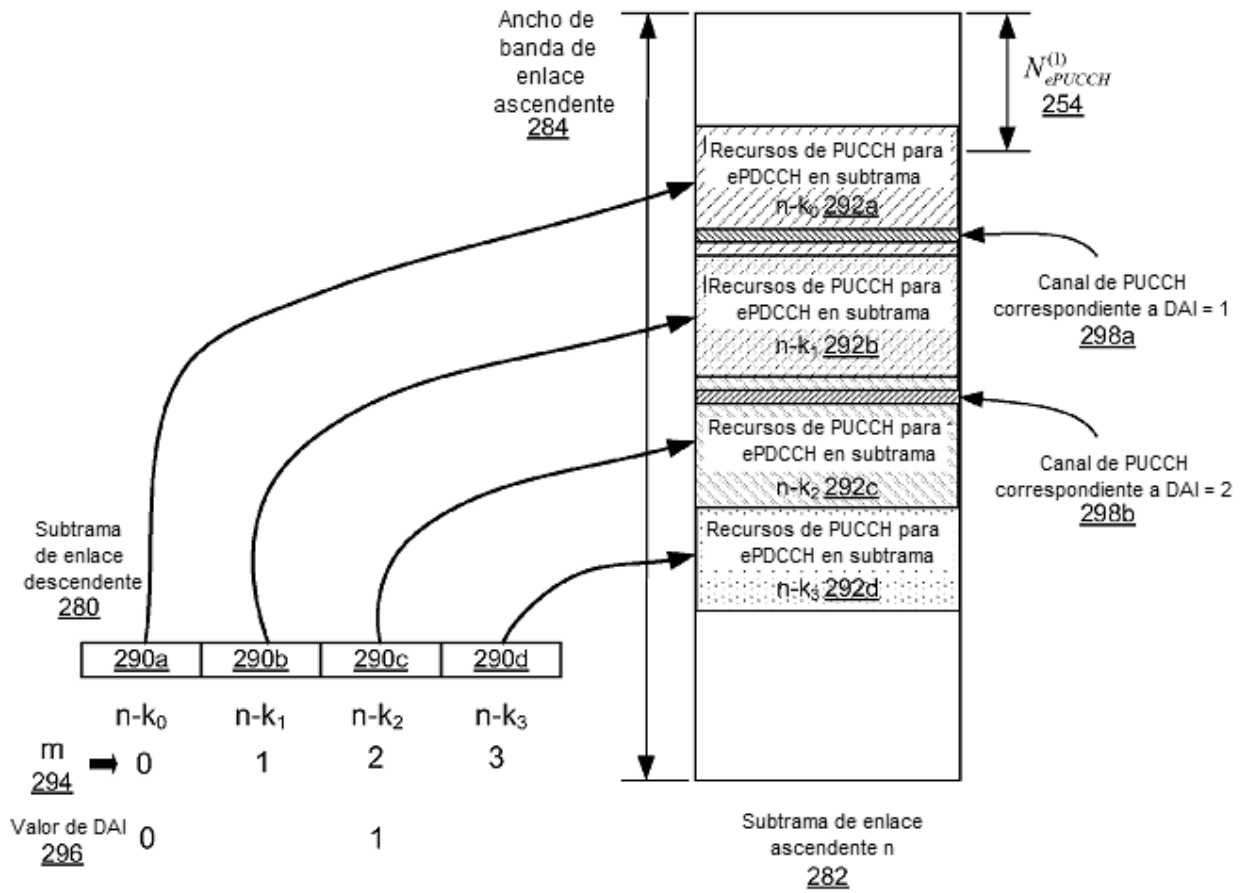 Ancho de
banda de
enlace
ascendente
284
N_{ePUCCH}^{(1)}
254
Recursos de PUCCH para
ePDCCH en subtrama
n-k₀ 292a
Canal de PUCCH
correspondiente a DAI = 1
298a
Recursos de PUCCH para
ePDCCH en subtrama
n-k₁ 292b
Recursos de PUCCH para
ePDCCH en subtrama
n-k₂ 292c
Canal de PUCCH
correspondiente a DAI = 2
298b
Recursos de PUCCH para
ePDCCH en subtrama
n-k₃ 292d
Subtrama
de enlace
descendente
280
290a 290b 290c 290d
n-k₀ n-k₁ n-k₂ n-k₃
m 0 1 2 3
294
Valor de DAI 0 1
296
Subtrama de enlace
ascendente n
282